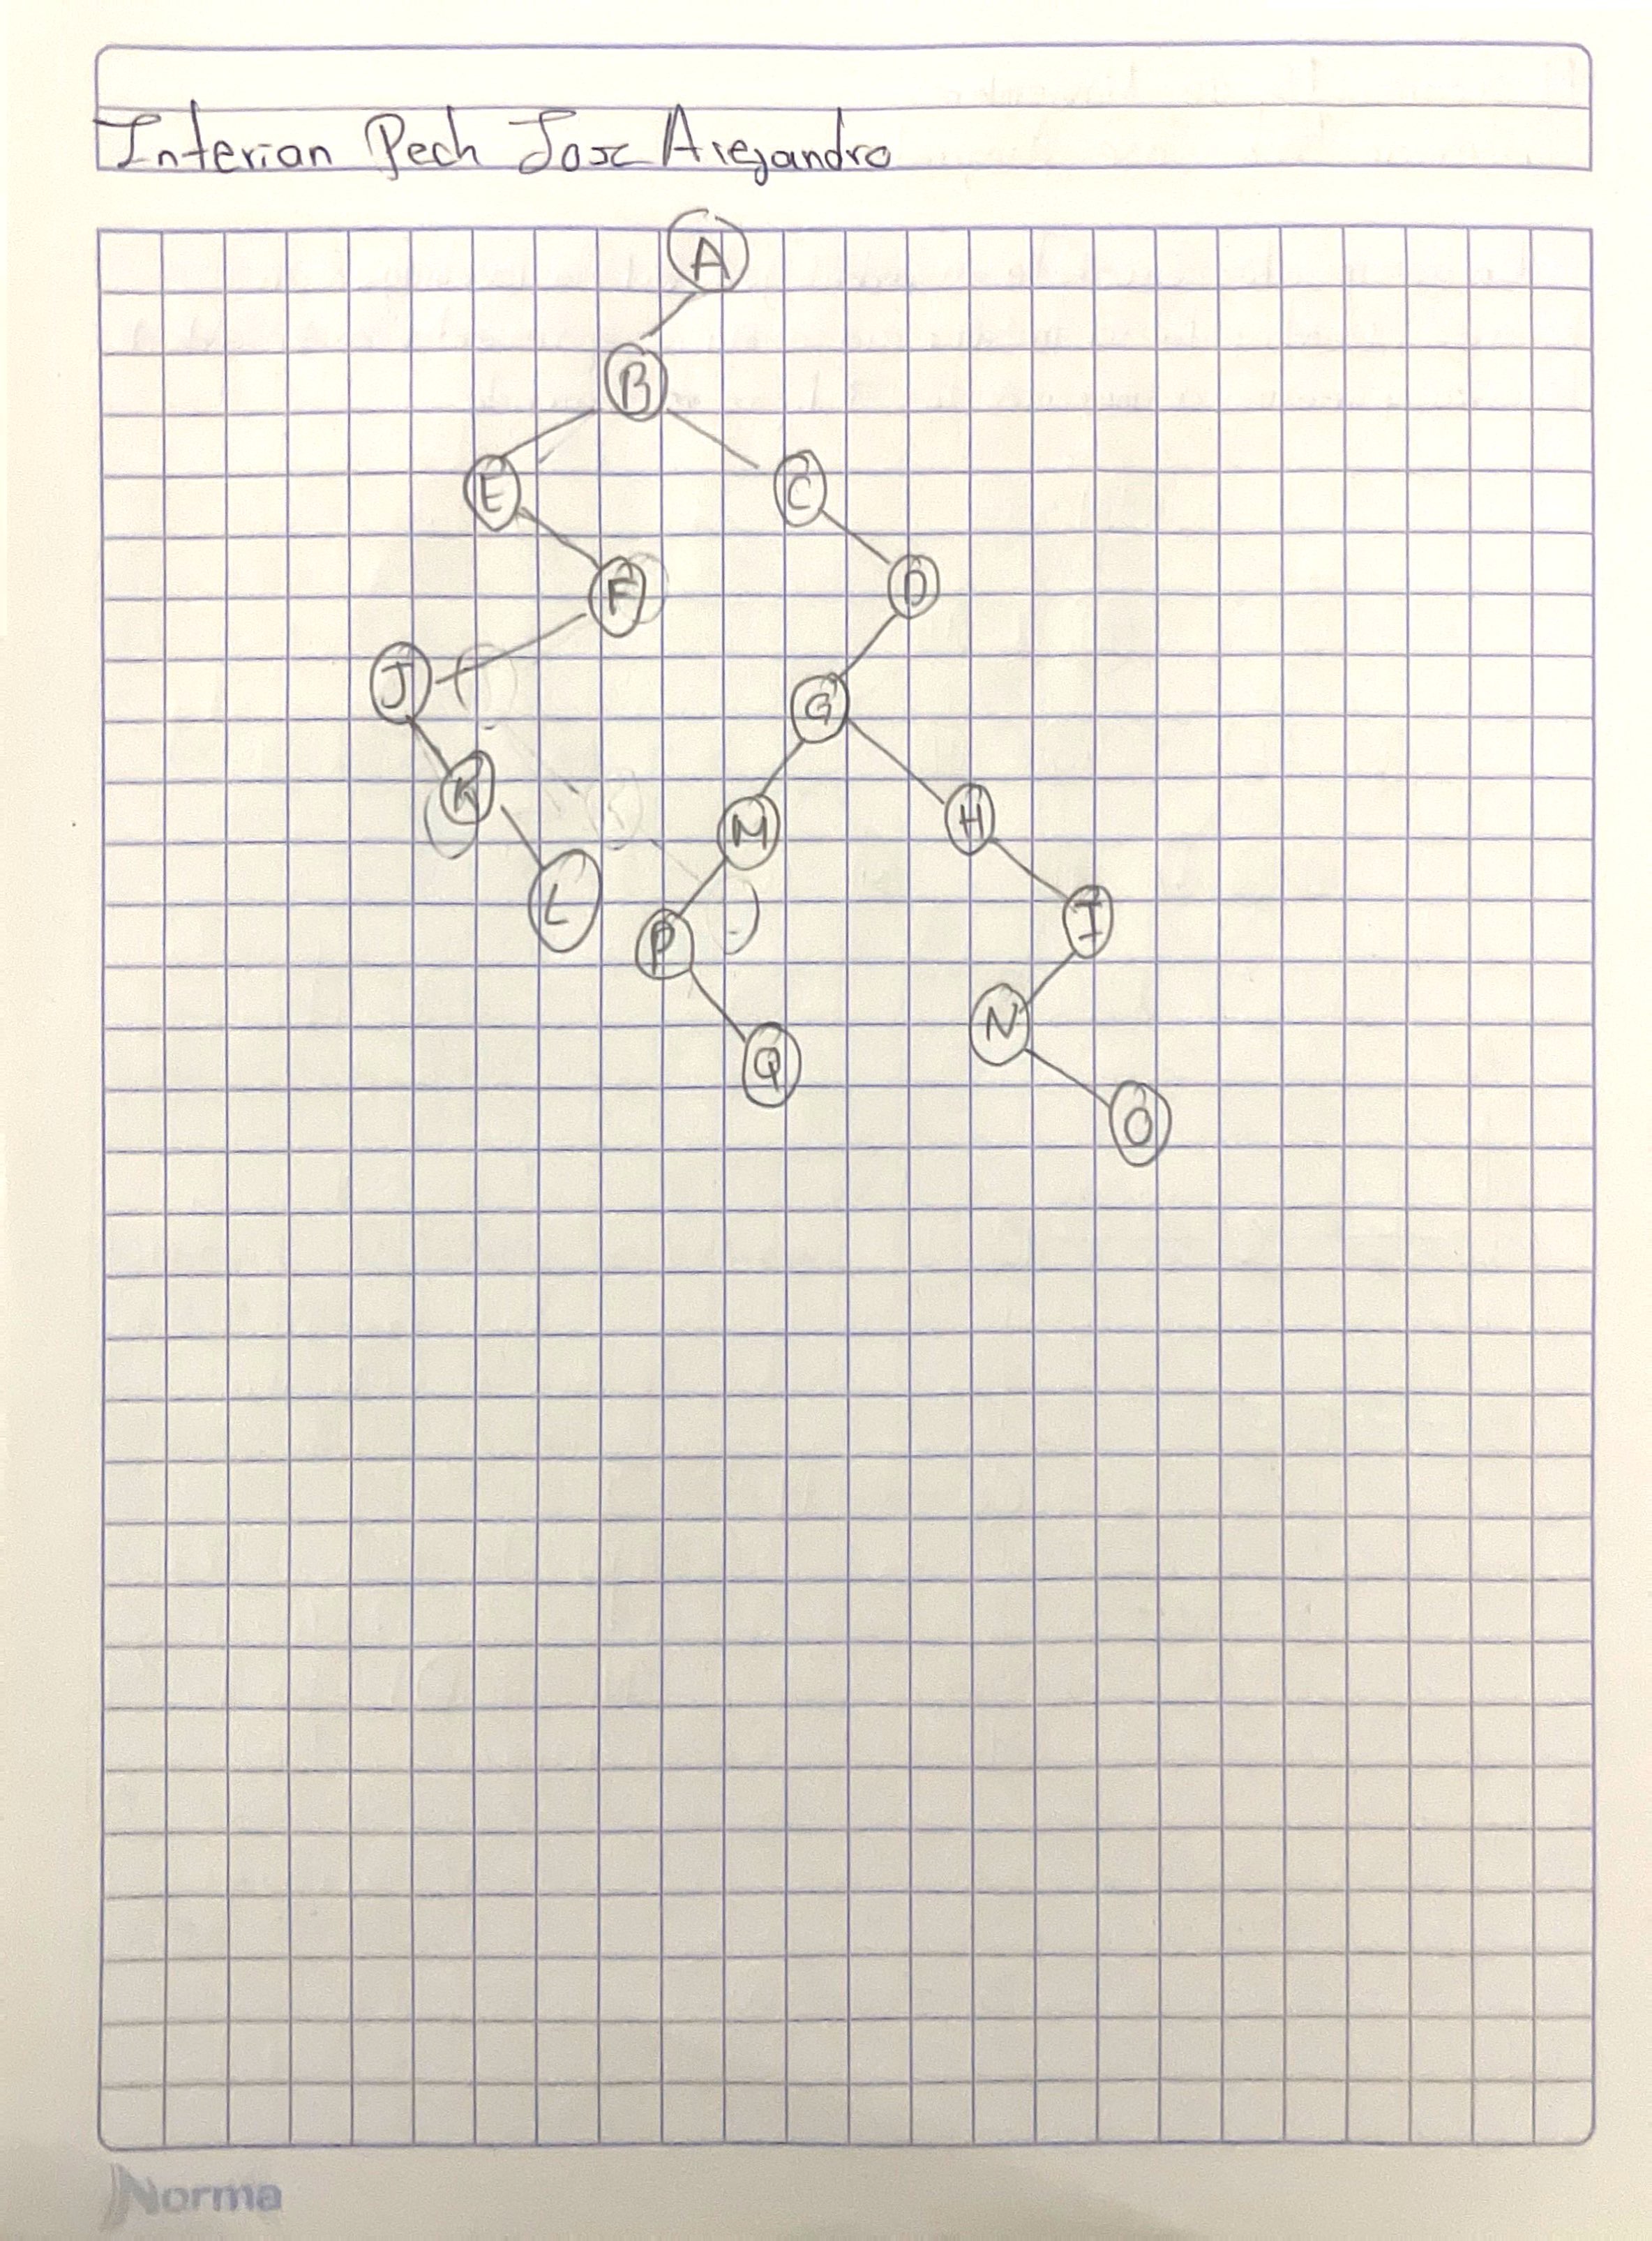 Interian Pech Jose Alejandro
A
B
E C
F D
J G
K M H
L P I
N
Q O
Norma